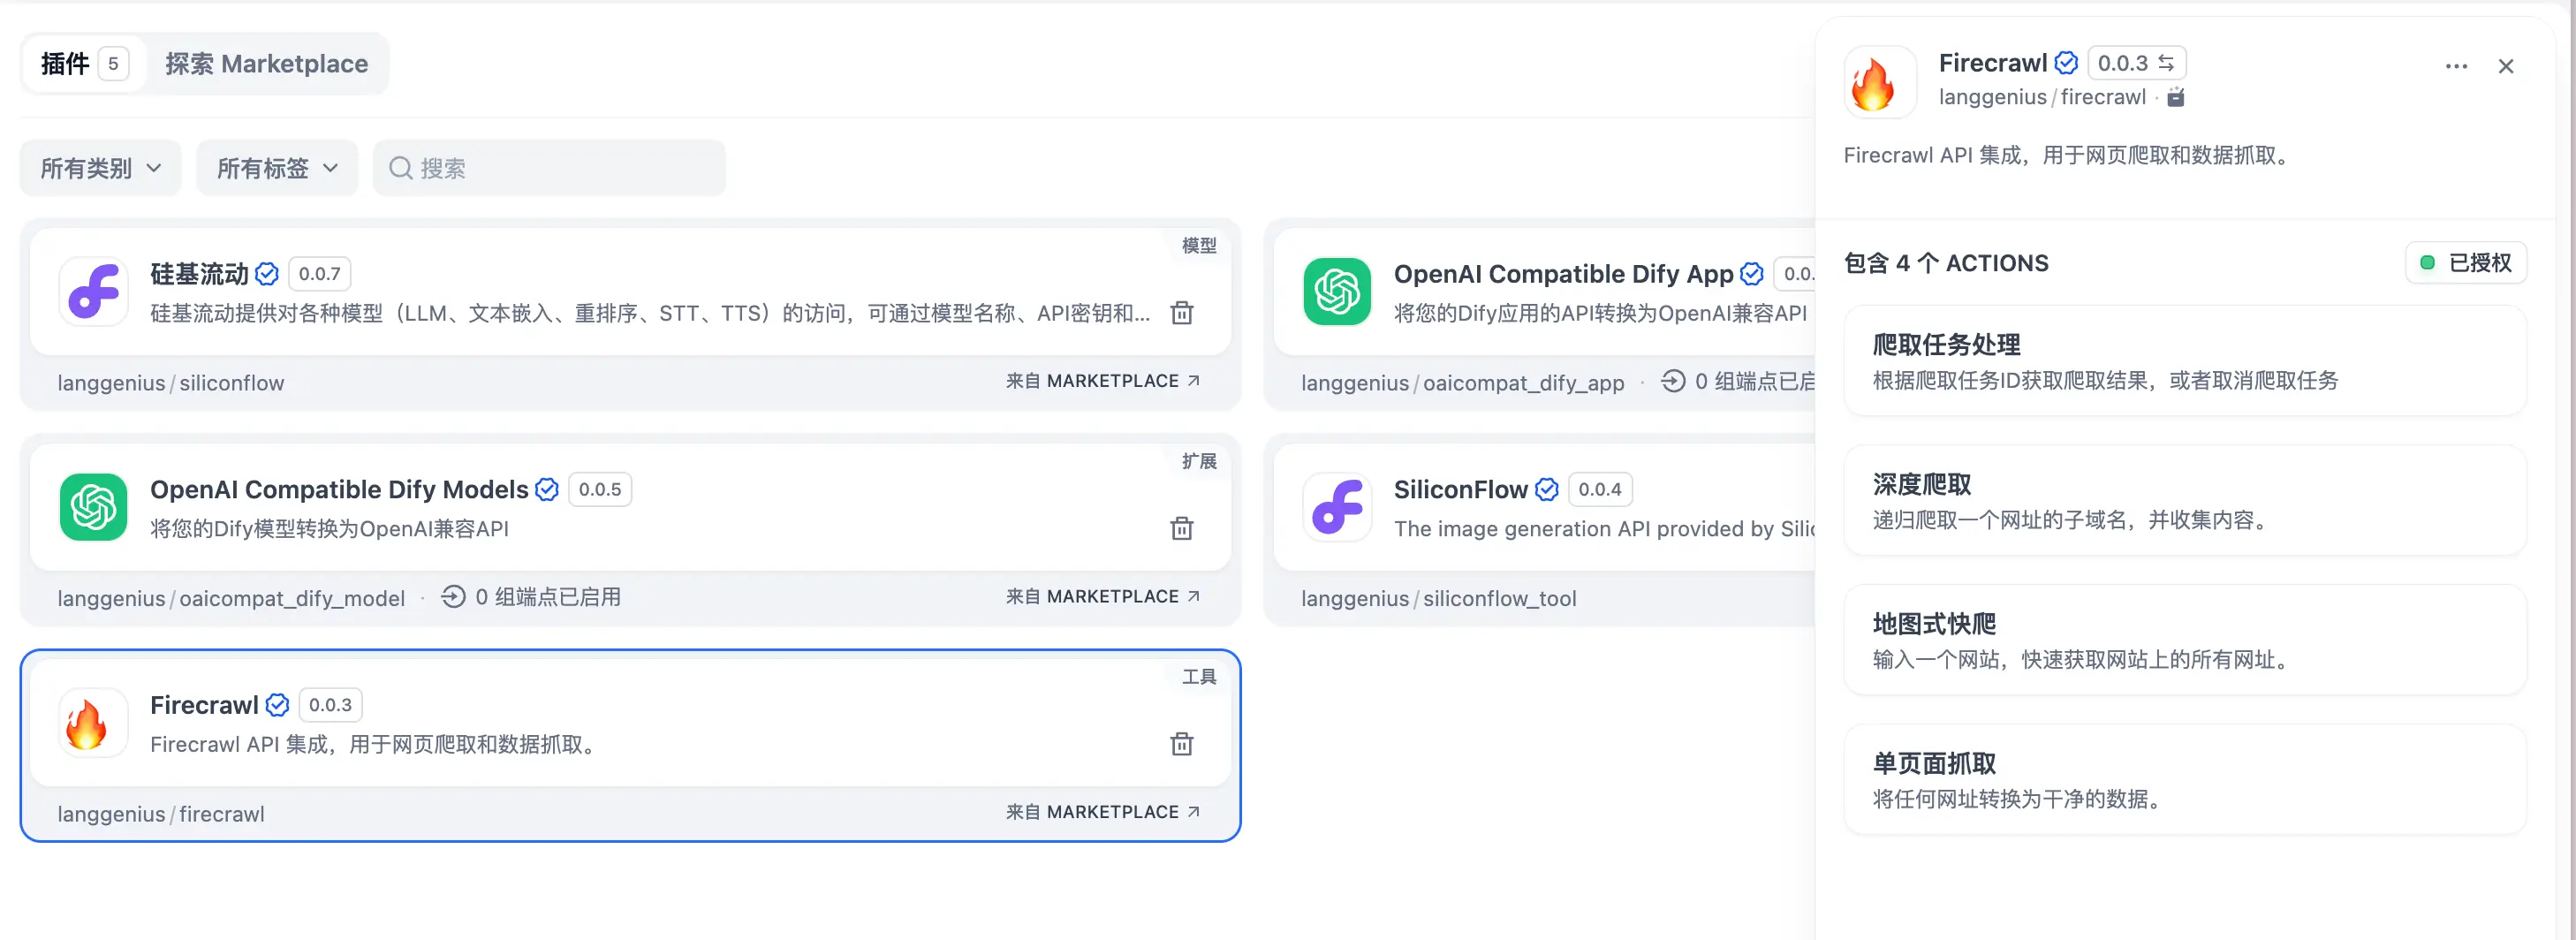 插件 5 探索 Marketplace
所有类别 所有标签 搜索
模型
硅基流动 0.0.7
硅基流动提供对各种模型（LLM、文本嵌入、重排序、STT、TTS）的访问，可通过模型名称、API密钥和...
langgenius/siliconflow 来自 MARKETPLACE
OpenAI Compatible Dify App 0.0.
将您的Dify应用的API转换为OpenAI兼容API
langgenius/oaicompat_dify_app · 0 组端点已启
扩展
OpenAI Compatible Dify Models 0.0.5
将您的Dify模型转换为OpenAI兼容API
langgenius/oaicompat_dify_model · 0 组端点已启用 来自 MARKETPLACE
SiliconFlow 0.0.4
The image generation API provided by Silic
langgenius/siliconflow_tool
工具
Firecrawl 0.0.3
Firecrawl API 集成，用于网页爬取和数据抓取。
langgenius/firecrawl 来自 MARKETPLACE
Firecrawl 0.0.3
langgenius/firecrawl ·
Firecrawl API 集成，用于网页爬取和数据抓取。
包含 4 个 ACTIONS 已授权
爬取任务处理
根据爬取任务ID获取爬取结果，或者取消爬取任务
深度爬取
递归爬取一个网址的子域名，并收集内容。
地图式快爬
输入一个网站，快速获取网站上的所有网址。
单页面抓取
将任何网址转换为干净的数据。